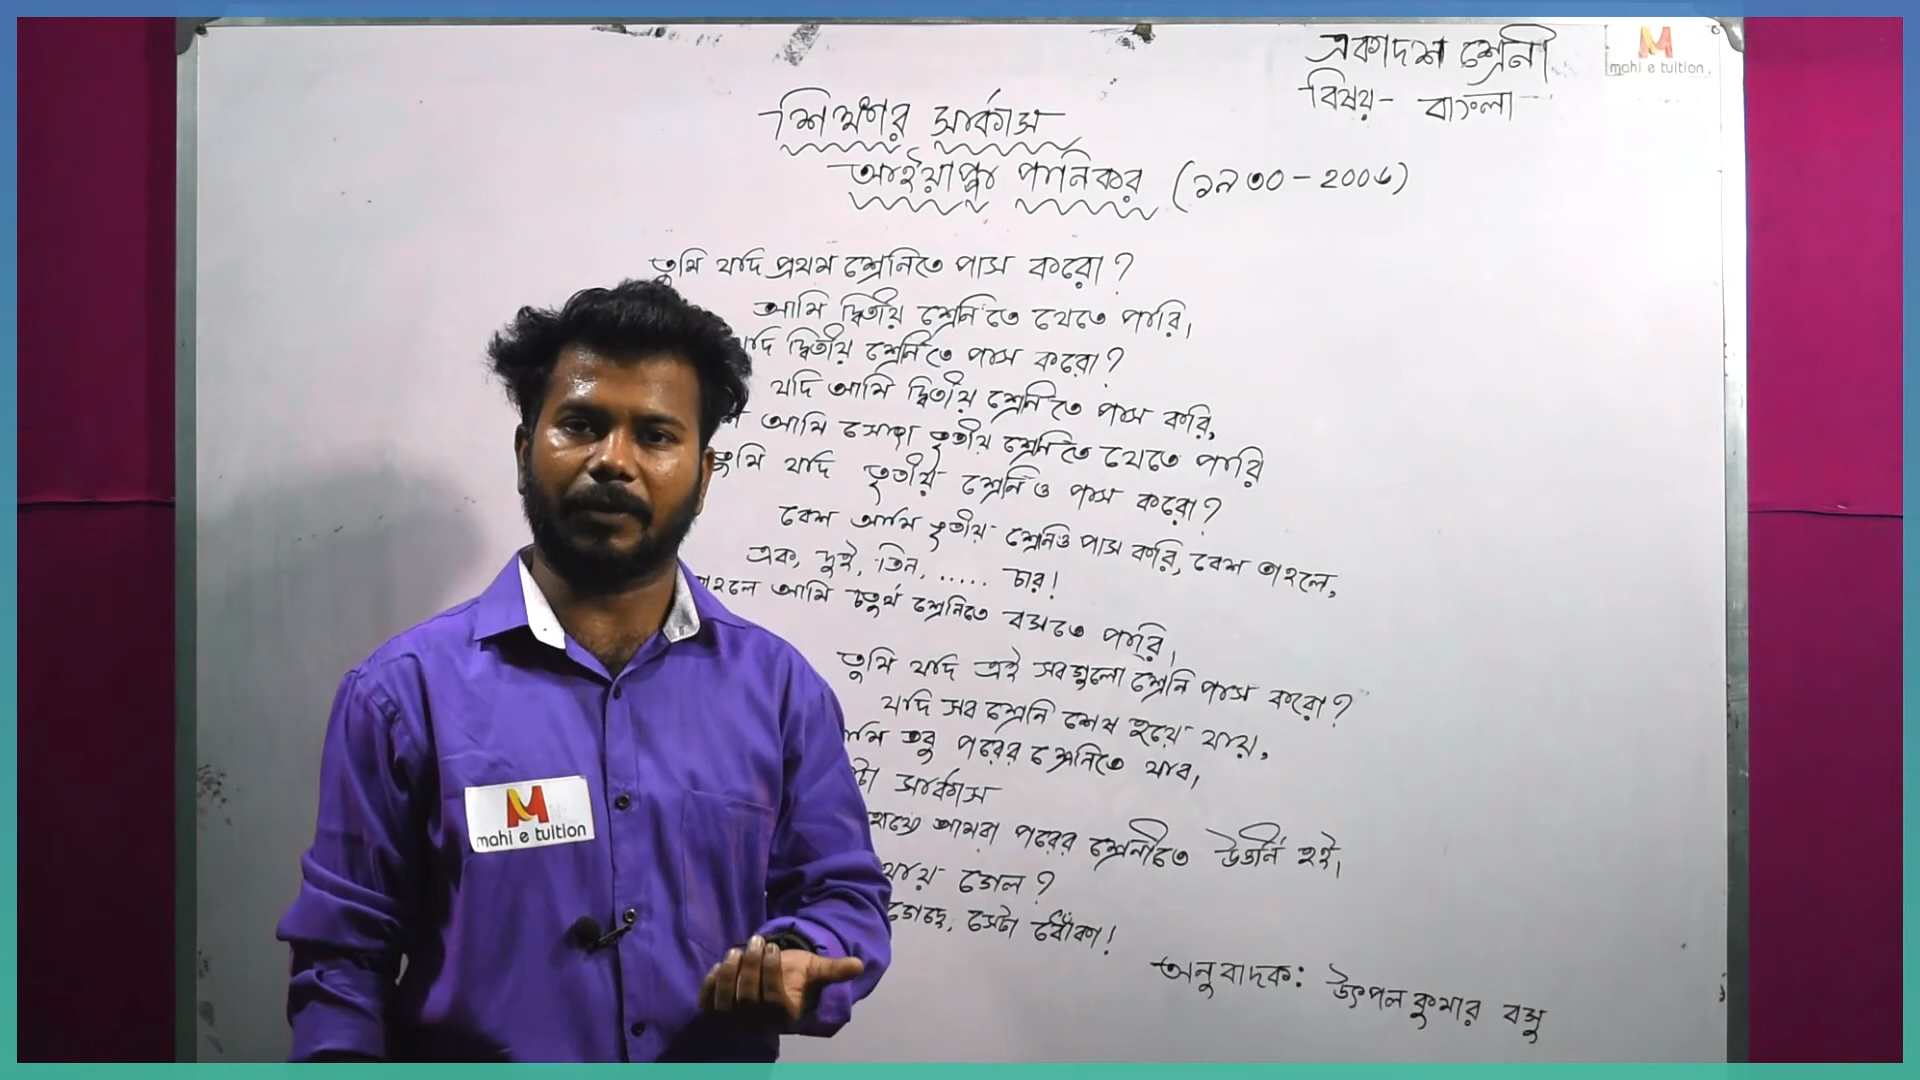 একাদশ শ্রেনী
বিষয়- বাংলা
M
mahi e tuition
শিক্ষার সার্কাস
আইয়াপ্পা পানিকর (১৯৩০-2006)
তুমি যদি প্রথম শ্রেনিতে পাস করো?
আমি দ্বিতীয় শ্রেনিতে যেতে পারি,
যদি দ্বিতীয় শ্রেনিতে পাস করো?
যদি আমি দ্বিতীয় শ্রেনিতে পাস করি,
আমি সোজা তৃতীয় শ্রেনিতে যেতে পারি
তুমি যদি তৃতীয় শ্রেনিও পাস করো?
বেশ আমি তৃতীয় শ্রেনিও পাস করি, বেশ তাহলে,
এক, দুই, তিন, ..... চার!
তাহলে আমি চতুর্থ শ্রেনিতে বসতে পারি,
তুমি যদি এই সবগুলো শ্রেনি পাস করো?
যদি সব শ্রেনি শেষ হয়ে যায়,
আমি তবু পরের শ্রেনিতে যাব,
সার্কাস
আমরা পরের শ্রেনীতে উত্তীর্ন হই,
গেল?
গেছে, সেটা ধোঁকা!
অনুবাদক: উৎপল কুমার বসু
M
mahi e tuition